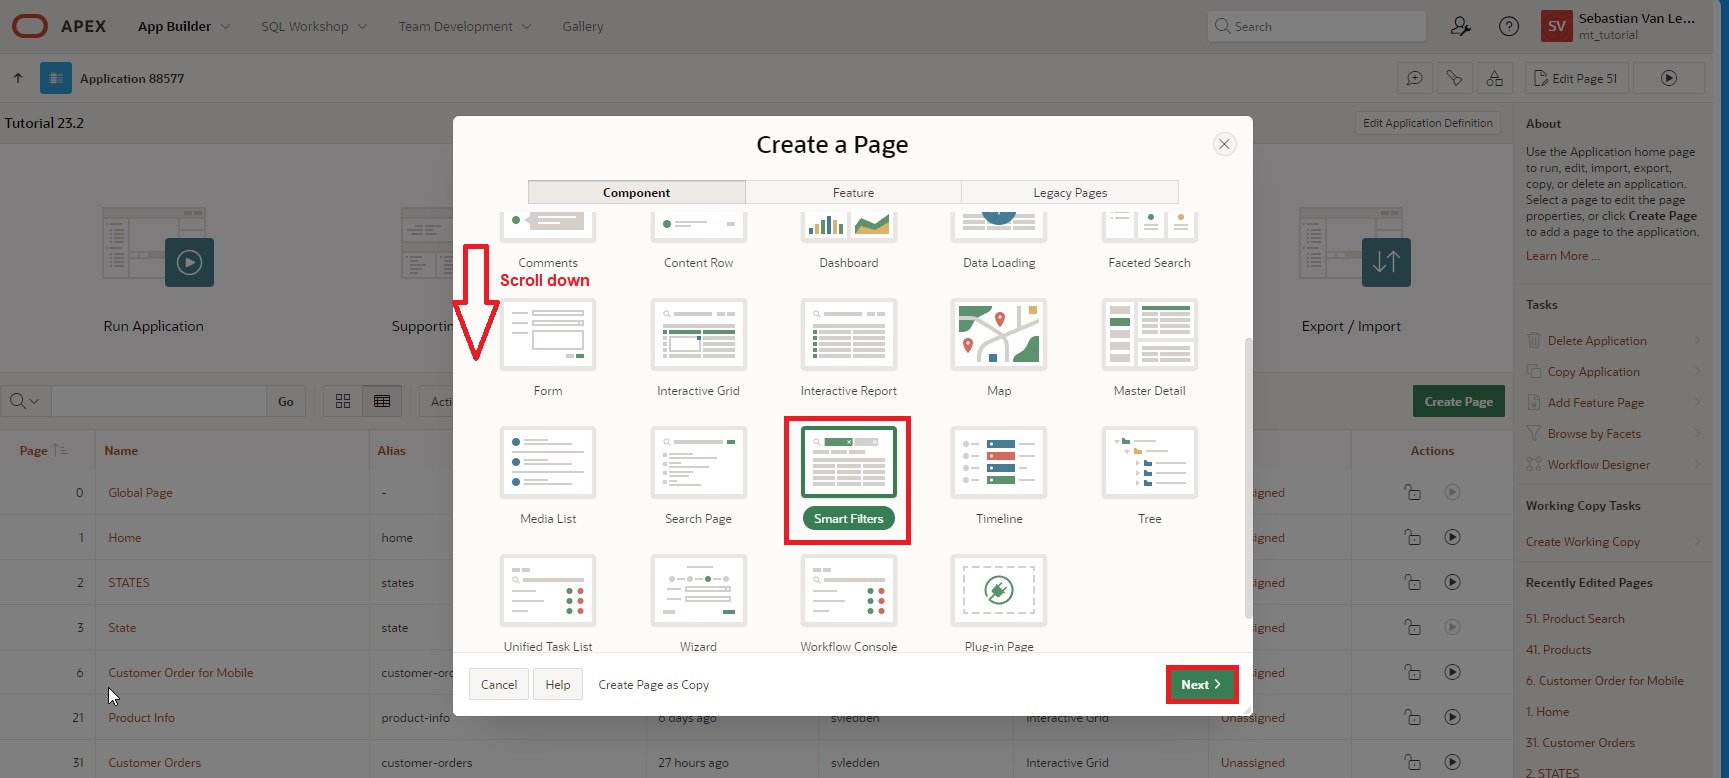 APEX App Builder SQL Workshop Team Development Gallery Search Sebastian Van Le... SV
mt_tutorial
Application 88577 Edit Page 51
Tutorial 23.2 Edit Application Definition
Run Application
Export / Import
Go
Create Page
Page Name Alias Actions
0 Global Page - 
1 Home home
2 STATES states
3 State state
6 Customer Order for Mobile customer-orc
21 Product Info product-info 6 days ago svledden Interactive Grid Unassigned
31 Customer Orders customer-orders 27 hours ago svledden Interactive Grid Unassigned
Create a Page
Component Feature Legacy Pages
Comments Content Row Dashboard Data Loading Faceted Search
Scroll down
Form Interactive Grid Interactive Report Map Master Detail
Media List Search Page Smart Filters Timeline Tree
Unified Task List Wizard Workflow Console Plug-in Page
Cancel Help Create Page as Copy Next
About
Use the Application home page
to run, edit, import, export,
copy, or delete an application.
Select a page to edit the page
properties, or click Create Page
to add a page to the application.
Learn More ...
Tasks
Delete Application
Copy Application
Add Feature Page
Browse by Facets
Workflow Designer
Working Copy Tasks
Create Working Copy
Recently Edited Pages
51. Product Search
41. Products
6. Customer Order for Mobile
1. Home
31. Customer Orders
2. STATES